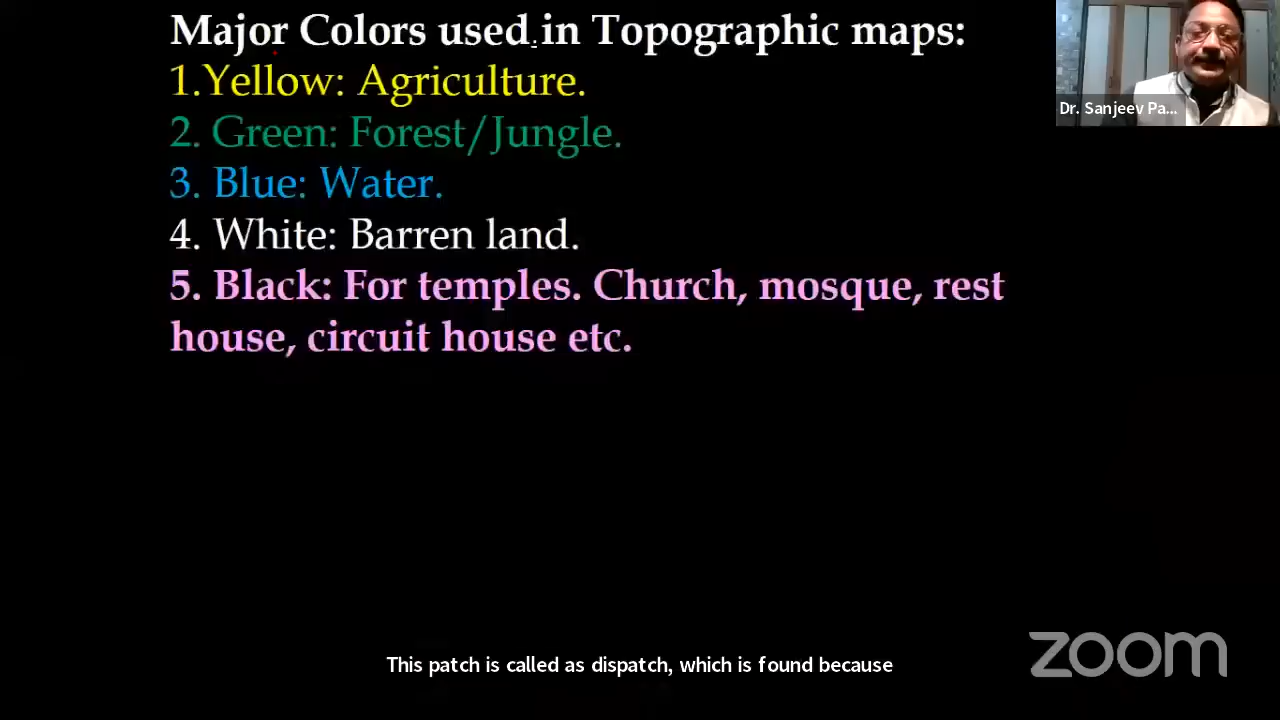 Major Colors used in Topographic maps:
1.Yellow: Agriculture.
2. Green: Forest/Jungle.
3. Blue: Water.
4. White: Barren land.
5. Black: For temples. Church, mosque, rest
house, circuit house etc.
Dr. Sanjeev Pa...
This patch is called as dispatch, which is found because
zoom